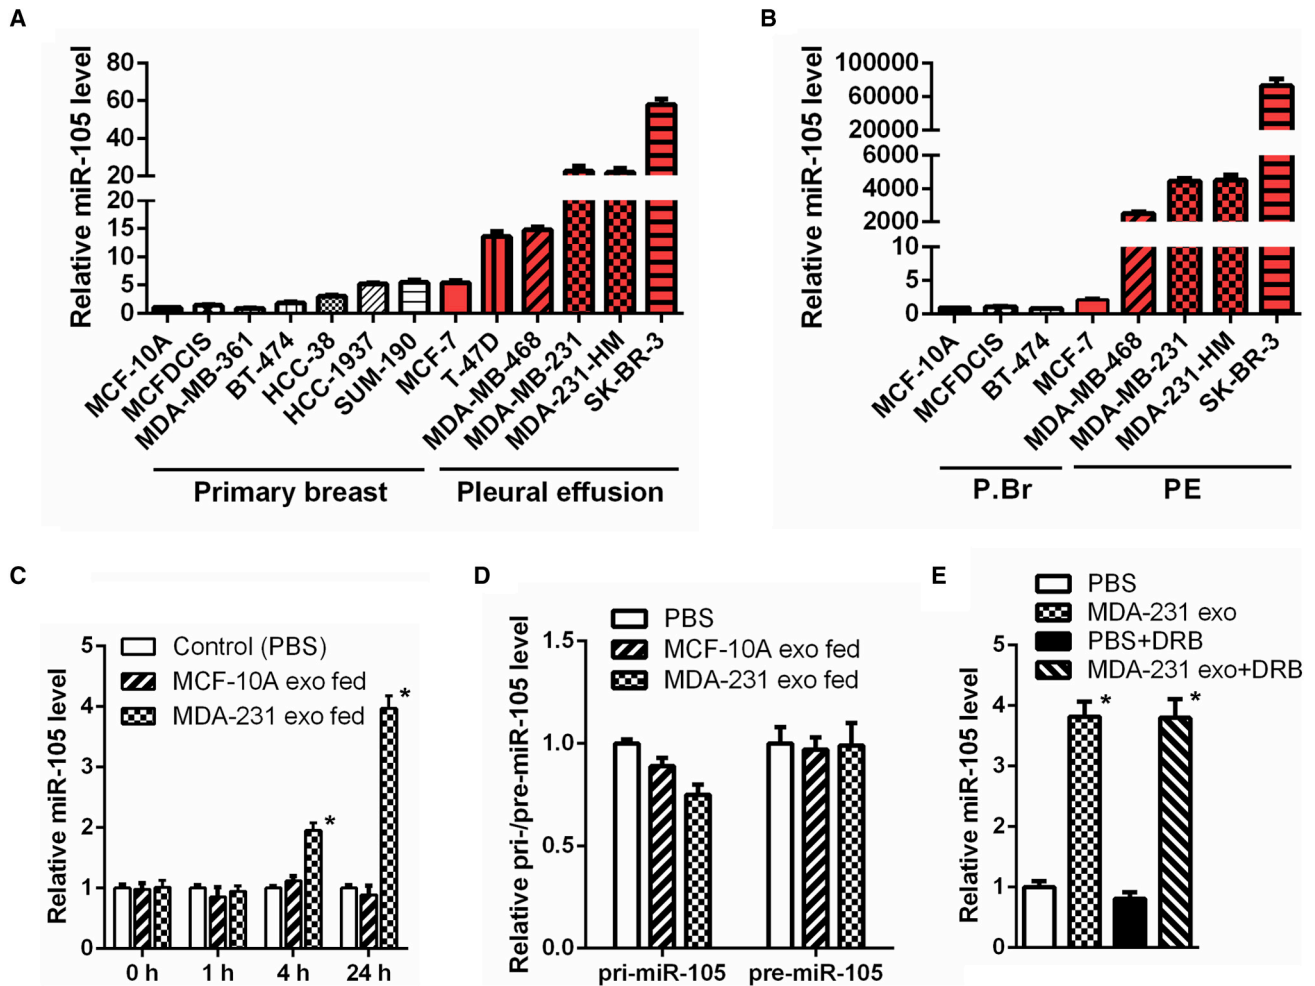 A
Relative miR-105 level
80
60
40
20
20
15
10
5
0
MCF-10A
MCFDCIS
MDA-MB-361
BT-474
HCC-38
HCC-1937
SUM-190
MCF-7
T-47D
MDA-MB-468
MDA-MB-231
MDA-231-HM
SK-BR-3
Primary breast
Pleural effusion
B
Relative miR-105 level
100000
60000
20000
6000
4000
2000
10
5
0
MCF-10A
MCFDCIS
BT-474
MCF-7
MDA-MB-468
MDA-MB-231
MDA-231-HM
SK-BR-3
P.Br
PE
C
Relative miR-105 level
5
4
3
2
1
0
Control (PBS)
MCF-10A exo fed
MDA-231 exo fed
*
*
0 h
1 h
4 h
24 h
D
Relative pri-/pre-miR-105 level
1.5
1.0
0.5
0.0
PBS
MCF-10A exo fed
MDA-231 exo fed
pri-miR-105
pre-miR-105
E
PBS
MDA-231 exo
PBS+DRB
MDA-231 exo+DRB
Relative miR-105 level
5
4
3
2
1
0
*
*